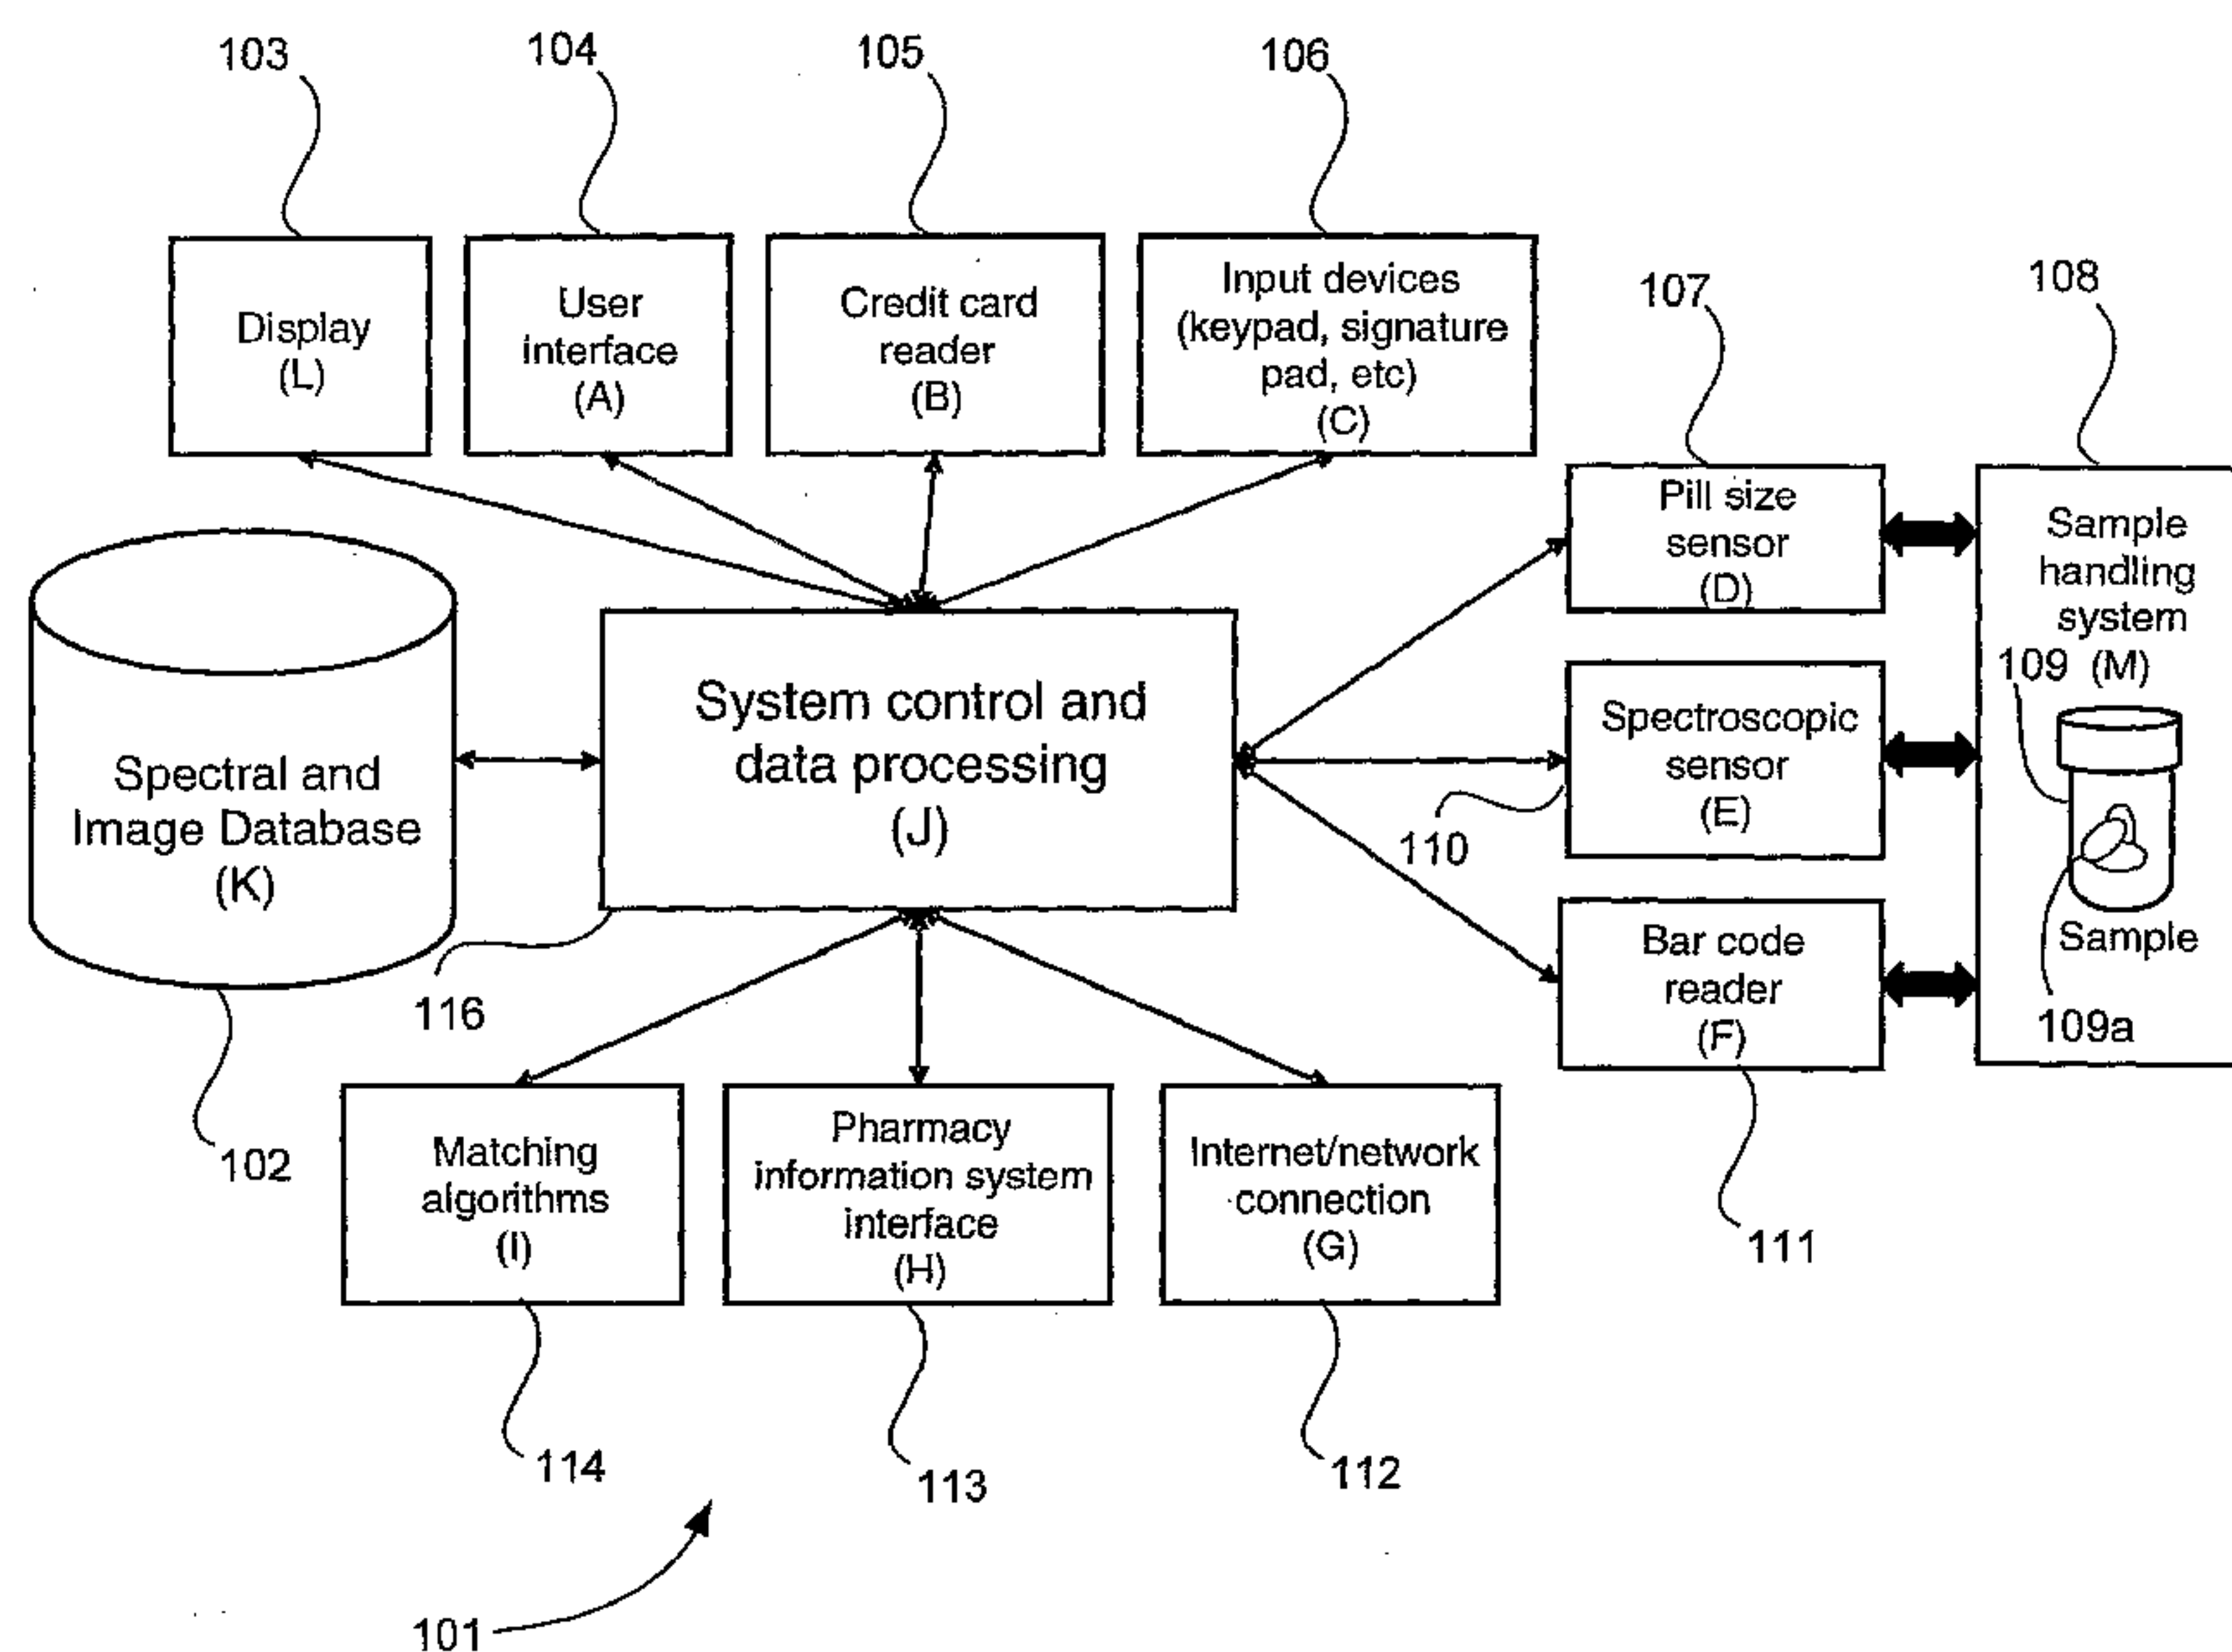 103
104
105
106
Display
(L)
User
interface
(A)
Credit card
reader
(B)
Input devices
(keypad, signature
pad, etc)
(C)
107
108
Pill size
sensor
(D)
Sample
handling
system
(M)
109
Spectral and
Image Database
(K)
System control and
data processing
(J)
Spectroscopic
sensor
(E)
110
Sample
109a
Bar code
reader
(F)
116
102
Matching
algorithms
(I)
Pharmacy
information system
interface
(H)
Internet/network
connection
(G)
111
114
113
112
101